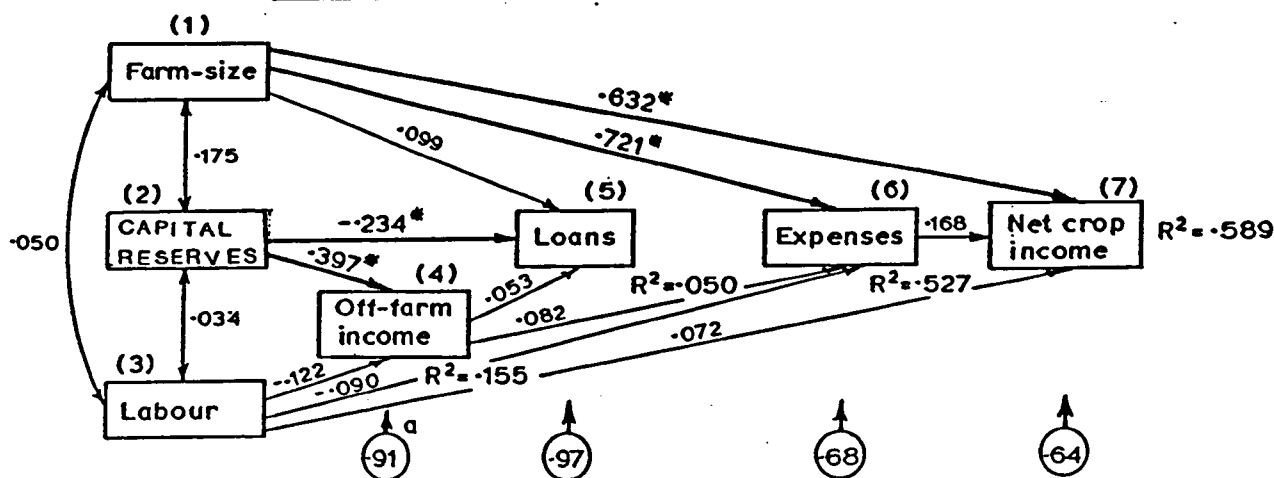 (1)
Farm-size
·632*
·721*
·099
·175
(2)
(5)
(6)
(7)
CAPITAL
RESERVES
-·234*
Loans
Expenses
·168
Net crop
income
R² = ·589
·050
·397*
(4)
·053
R² = ·050
R² = ·527
·034
Off-farm
income
·082
·072
(3)
-·122
-·090
R² = ·155
Labour
a
·91
·97
·68
·64